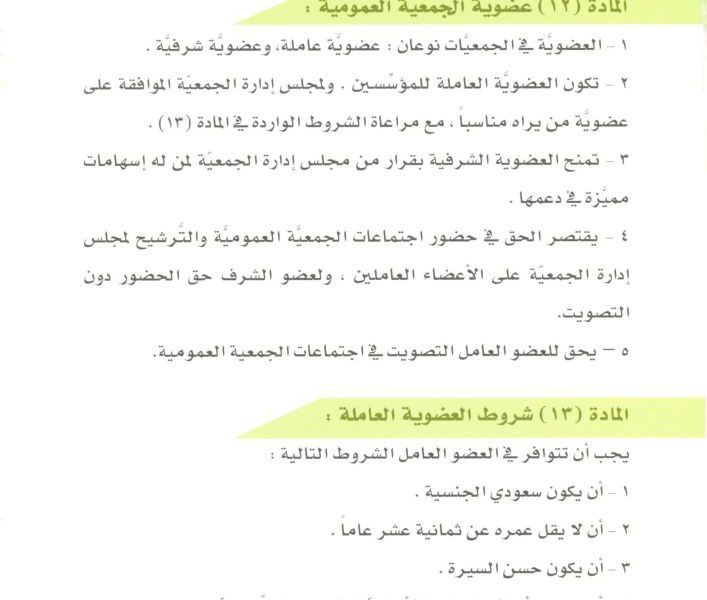 المادة (١٢) عضوية الجمعية العمومية :
١ - العضويَّة في الجمعيَّات نوعان : عضويَّة عاملة، وعضويَّة شرفيَّة .
٢ - تكون العضويَّة العاملة للمؤسِّسين . ولمجلس إدارة الجمعيَّة الموافقة على
عضويَّة من يراه مناسباً ، مع مراعاة الشروط الواردة في المادة (١٣) .
٣ - تمنح العضوية الشرفية بقرار من مجلس إدارة الجمعيَّة لمن له إسهامات
مميَّزة في دعمها .
٤ - يقتصر الحق في حضور اجتماعات الجمعيَّة العموميَّة والتَّرشيح لمجلس
إدارة الجمعيَّة على الأعضاء العاملين ، ولعضو الشرف حق الحضور دون
التصويت.
٥ – يحق للعضو العامل التصويت في اجتماعات الجمعية العمومية.
المادة (١٣) شروط العضوية العاملة :
يجب أن تتوافر في العضو العامل الشروط التالية :
١ - أن يكون سعودي الجنسية .
٢ - أن لا يقل عمره عن ثمانية عشر عاماً .
٣ - أن يكون حسن السيرة .